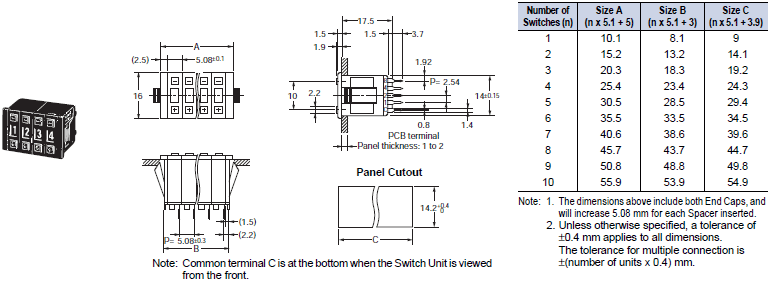 A
(2.5)
5.08±0.1
16
17.5
1.5
1.5
3.7
1.9
1.92
P= 2.54
10
2.2
14±0.15
0.8
1.4
PCB terminal
Panel thickness: 1 to 2
1 2 3 4
(1.5)
(2.2)
P= 5.08±0.3
B
Panel Cutout
14.2 +0.4 0
C
Note: Common terminal C is at the bottom when the Switch Unit is viewed
from the front.
Number of Switches (n) Size A (n x 5.1 + 5) Size B (n x 5.1 + 3) Size C (n x 5.1 + 3.9)
1 10.1 8.1 9
2 15.2 13.2 14.1
3 20.3 18.3 19.2
4 25.4 23.4 24.3
5 30.5 28.5 29.4
6 35.5 33.5 34.5
7 40.6 38.6 39.6
8 45.7 43.7 44.7
9 50.8 48.8 49.8
10 55.9 53.9 54.9
Note: 1. The dimensions above include both End Caps, and
will increase 5.08 mm for each Spacer inserted.
2. Unless otherwise specified, a tolerance of
±0.4 mm applies to all dimensions.
The tolerance for multiple connection is
±(number of units x 0.4) mm.